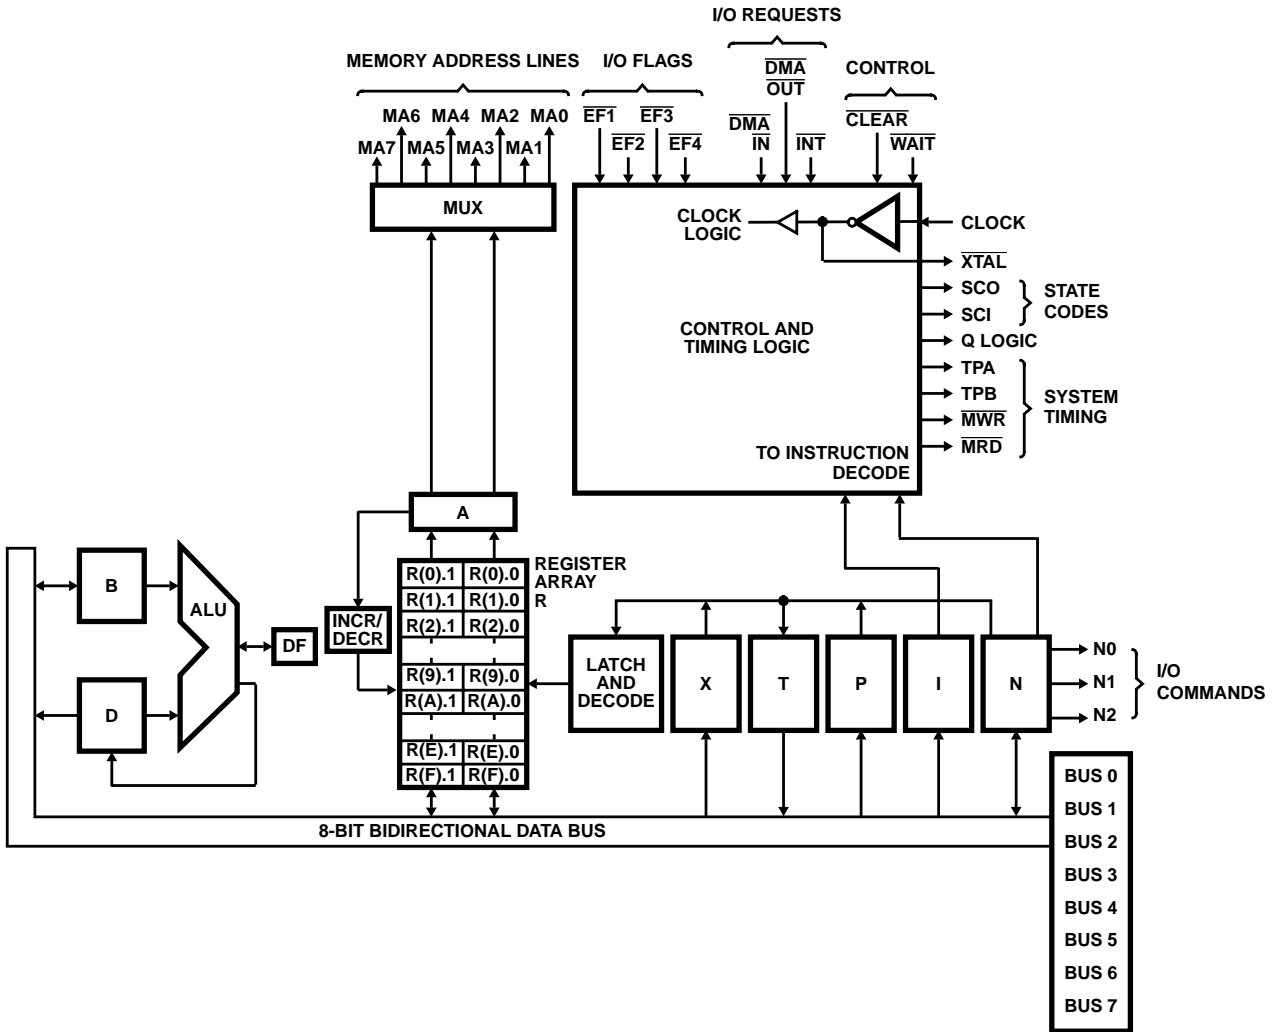 I/O REQUESTS
MEMORY ADDRESS LINES
I/O FLAGS
DMA
OUT
CONTROL
MA6 MA4 MA2 MA0
EF1 EF3
DMA
IN
CLEAR
MA7 MA5 MA3 MA1
EF2 EF4
INT
WAIT
MUX
CLOCK
LOGIC
CLOCK
XTAL
SCO
SCI
STATE
CODES
CONTROL AND
TIMING LOGIC
Q LOGIC
TPA
TPB
MWR
MRD
SYSTEM
TIMING
TO INSTRUCTION
DECODE
A
REGISTER
ARRAY
R
R(0).1 R(0).0
R(1).1 R(1).0
R(2).1 R(2).0
R(9).1 R(9).0
R(A).1 R(A).0
R(E).1 R(E).0
R(F).1 R(F).0
B
ALU
DF
D
INCR/
DECR
LATCH
AND
DECODE
X
T
P
I
N
N0
N1
N2
I/O
COMMANDS
8-BIT BIDIRECTIONAL DATA BUS
BUS 0
BUS 1
BUS 2
BUS 3
BUS 4
BUS 5
BUS 6
BUS 7